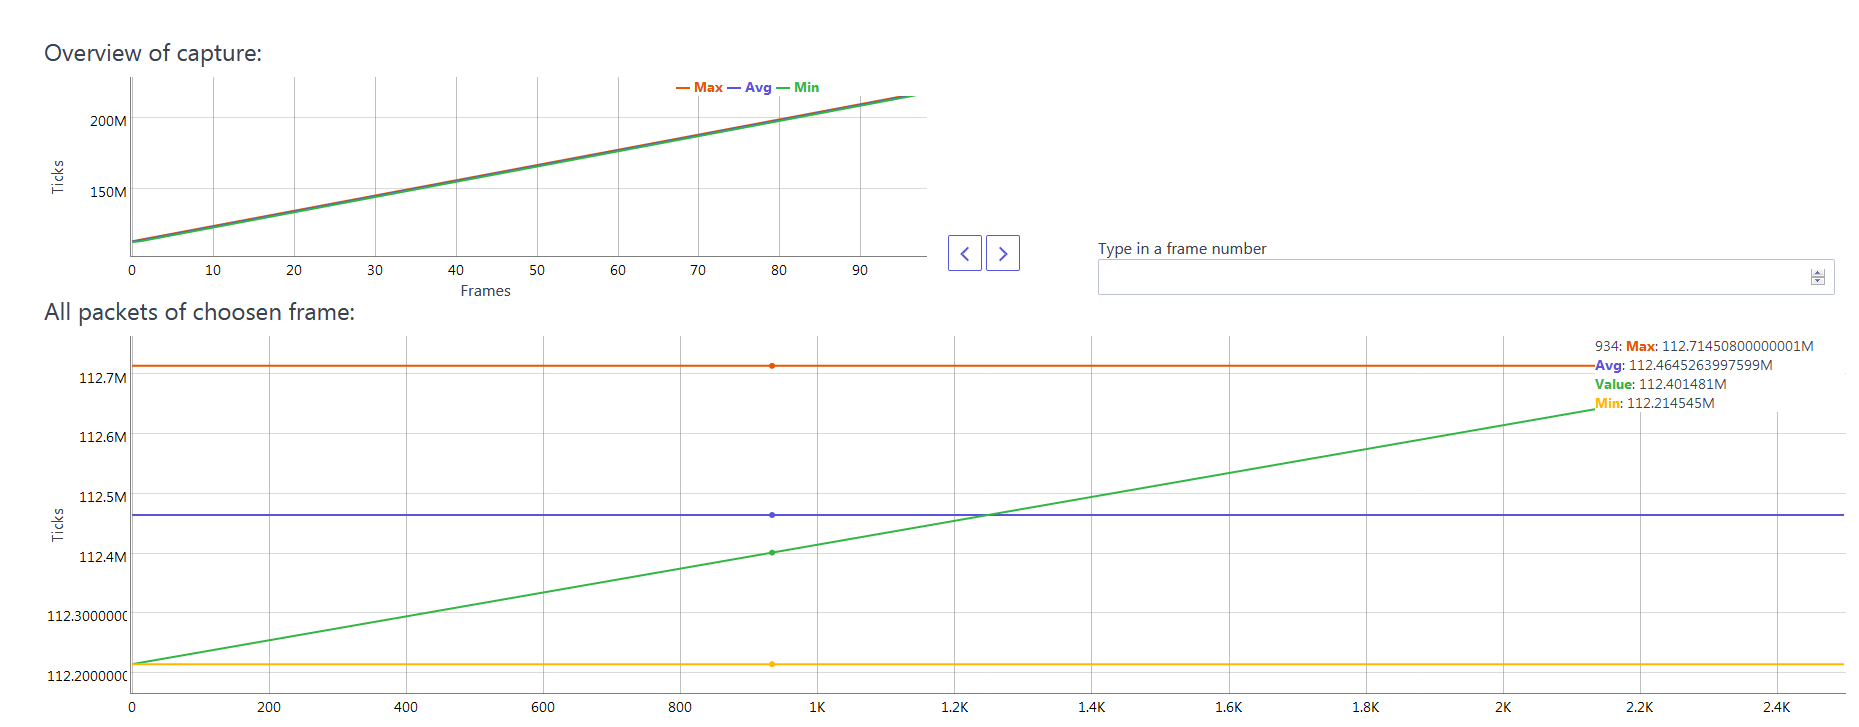 Overview of capture:
Max Avg Min
200M
150M
Ticks
0 10 20 30 40 50 60 70 80 90
Frames
Type in a frame number
All packets of choosen frame:
934: Max: 112.71450800000001M
Avg: 112.4645263997599M
Value: 112.401481M
Min: 112.214545M
112.7M
112.6M
112.5M
112.4M
112.3000000
112.2000000
Ticks
0 200 400 600 800 1K 1.2K 1.4K 1.6K 1.8K 2K 2.2K 2.4K